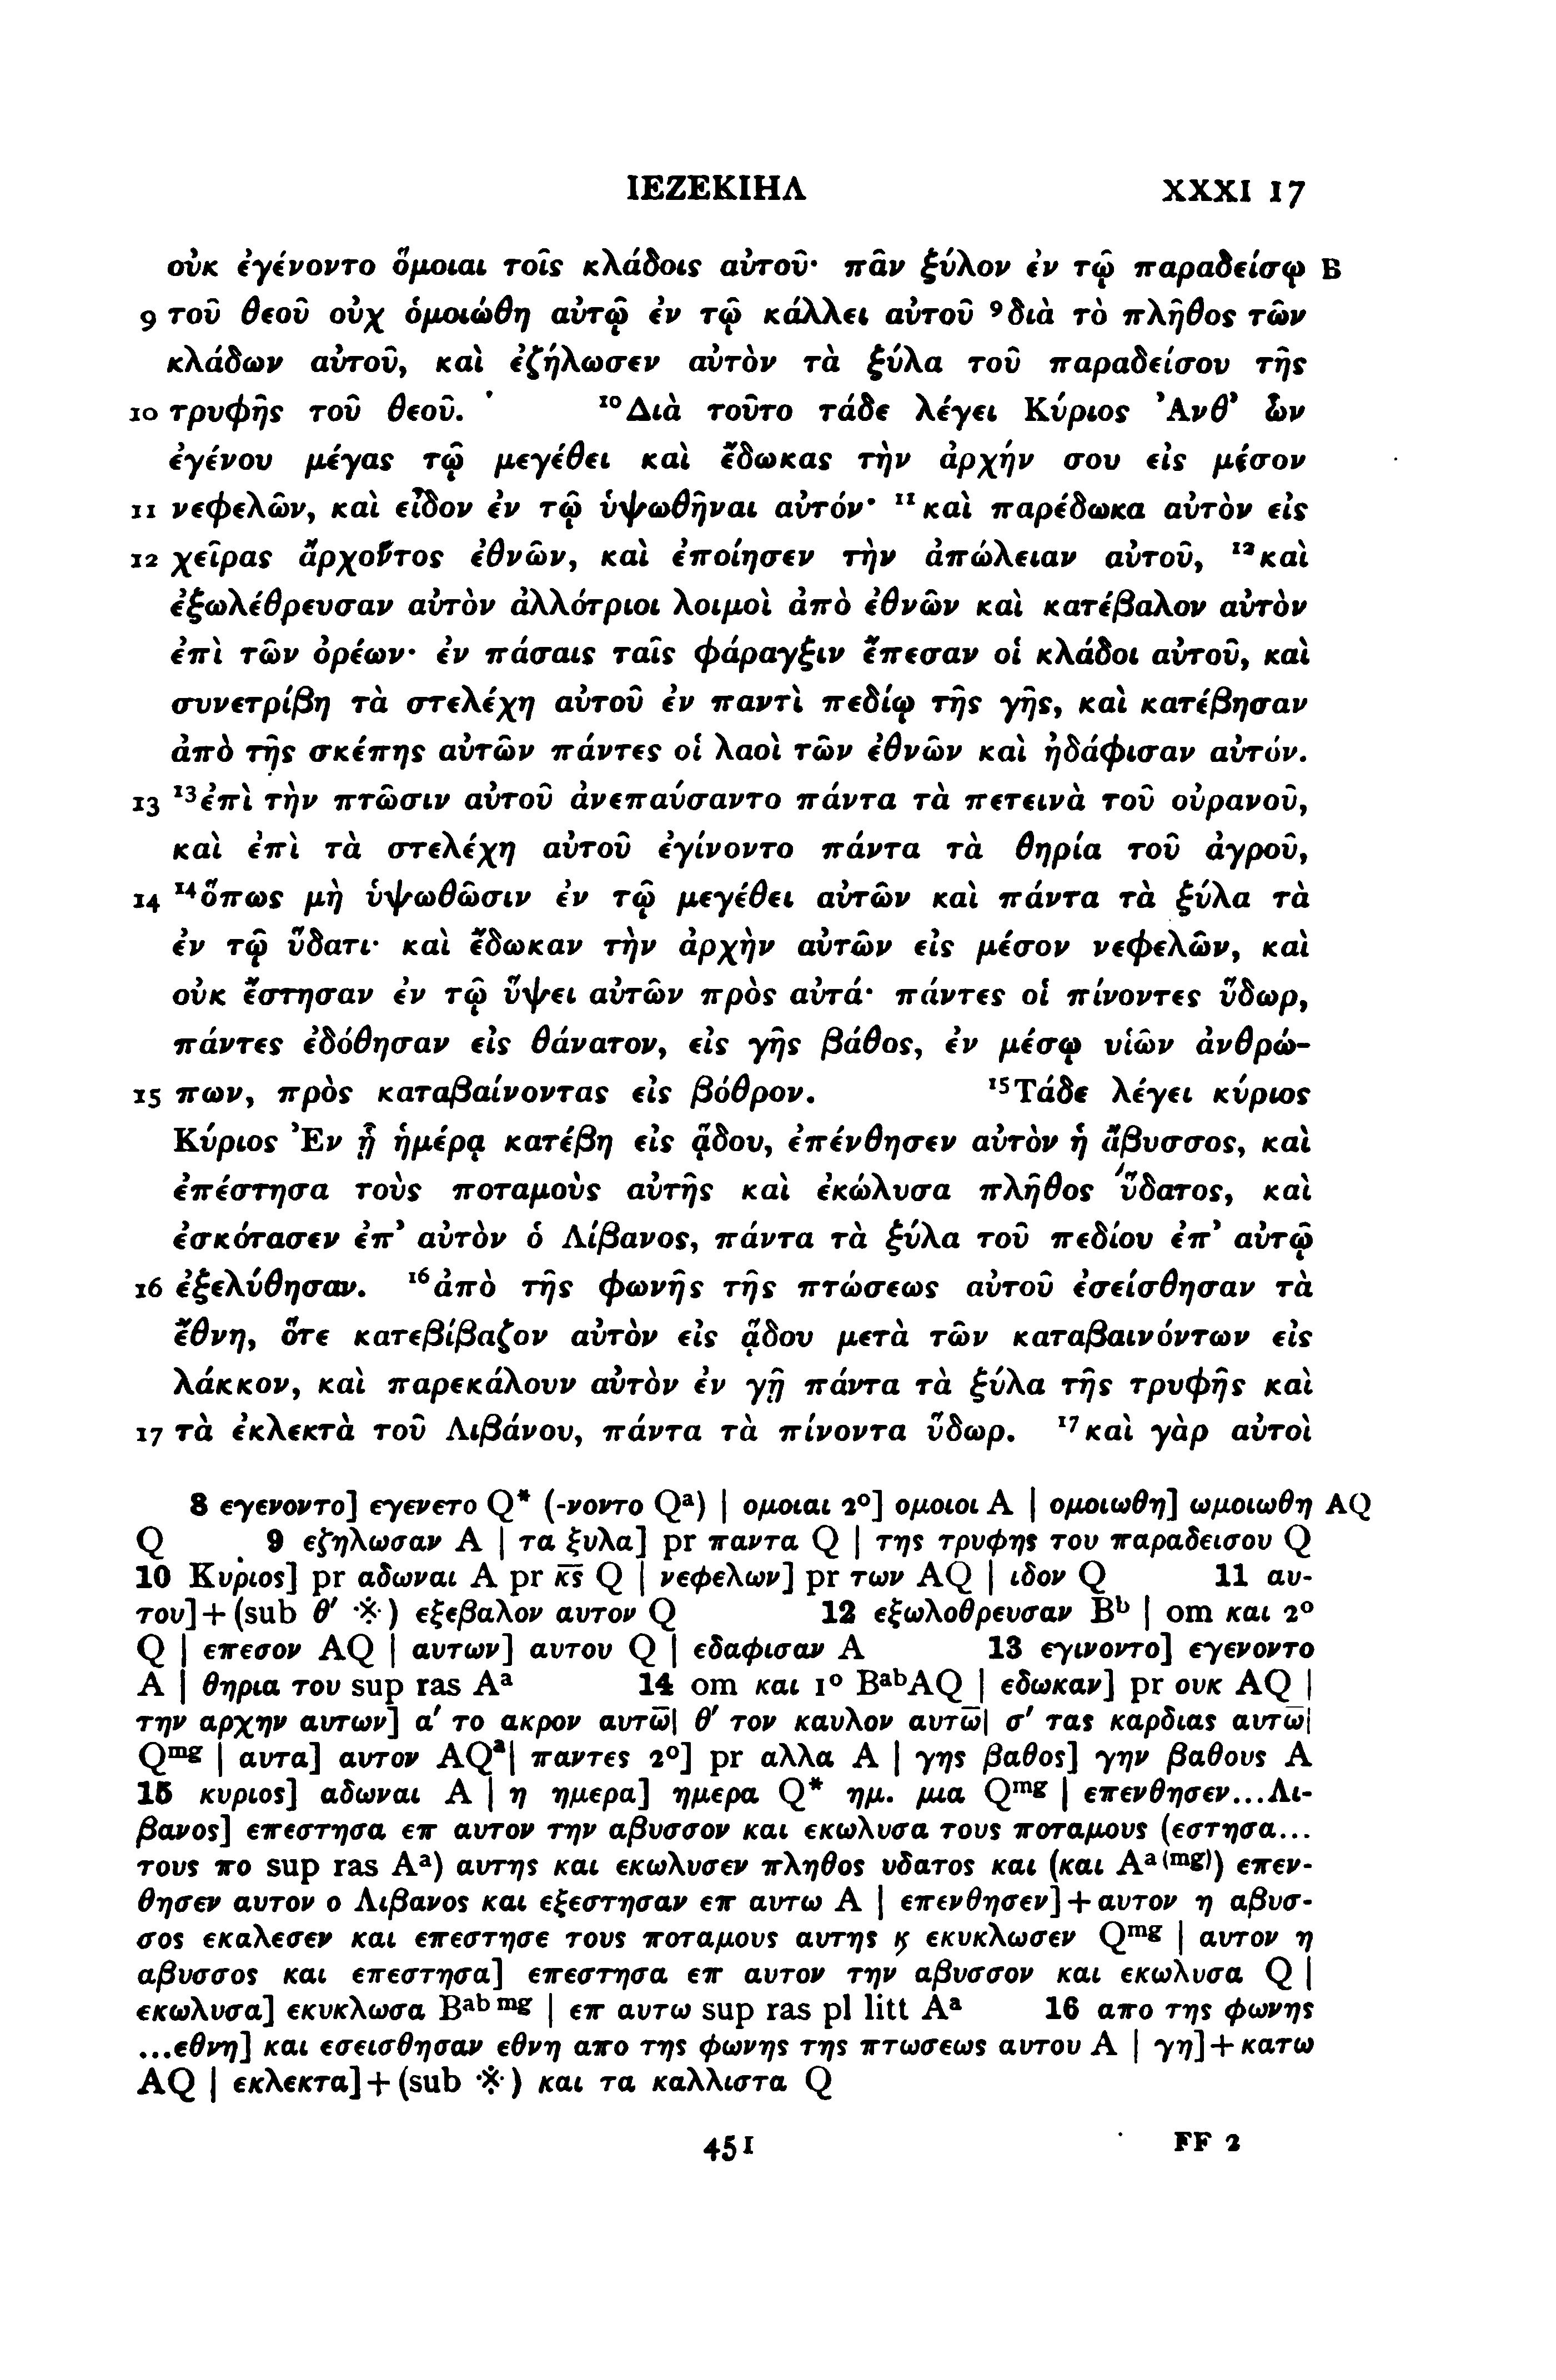 ΙΕΖΕΚΙΗΛ XXXI 17
οὐκ ἐγένοντο ὅμοιαι τοῖς κλάδοις αὐτοῦ· πᾶν ξύλον ἐν τῷ παραδείσῳ B
9 τοῦ θεοῦ οὐχ ὁμοιώθη αὐτῷ ἐν τῷ κάλλει αὐτοῦ ⁹διὰ τὸ πλῆθος τῶν
κλάδων αὐτοῦ, καὶ ἐζήλωσεν αὐτὸν τὰ ξύλα τοῦ παραδείσου τῆς
10 τρυφῆς τοῦ θεοῦ. ¹⁰Διὰ τοῦτο τάδε λέγει Κύριος Ἀνθ’ ὧν
ἐγένου μέγας τῷ μεγέθει καὶ ἔδωκας τὴν ἀρχήν σου εἰς μέσον
11 νεφελῶν, καὶ εἶδον ἐν τῷ ὑψωθῆναι αὐτόν· ¹¹καὶ παρέδωκα αὐτὸν εἰς
12 χεῖρας ἄρχοντος ἐθνῶν, καὶ ἐποίησεν τὴν ἀπώλειαν αὐτοῦ, ¹²καὶ
ἐξωλέθρευσαν αὐτὸν ἀλλότριοι λοιμοὶ ἀπὸ ἐθνῶν καὶ κατέβαλον αὐτὸν
ἐπὶ τῶν ὀρέων· ἐν πάσαις ταῖς φάραγξιν ἔπεσαν οἱ κλάδοι αὐτοῦ, καὶ
συνετρίβη τὰ στελέχη αὐτοῦ ἐν παντὶ πεδίῳ τῆς γῆς, καὶ κατέβησαν
ἀπὸ τῆς σκέπης αὐτῶν πάντες οἱ λαοὶ τῶν ἐθνῶν καὶ ἠδάφισαν αὐτόν.
13 ¹³ἐπὶ τὴν πτῶσιν αὐτοῦ ἀνεπαύσαντο πάντα τὰ πετεινὰ τοῦ οὐρανοῦ,
καὶ ἐπὶ τὰ στελέχη αὐτοῦ ἐγίνοντο πάντα τὰ θηρία τοῦ ἀγροῦ,
14 ¹⁴ὅπως μὴ ὑψωθῶσιν ἐν τῷ μεγέθει αὐτῶν καὶ πάντα τὰ ξύλα τὰ
ἐν τῷ ὕδατι· καὶ ἔδωκαν τὴν ἀρχὴν αὐτῶν εἰς μέσον νεφελῶν, καὶ
οὐκ ἔστησαν ἐν τῷ ὕψει αὐτῶν πρὸς αὐτά· πάντες οἱ πίνοντες ὕδωρ,
πάντες ἐδόθησαν εἰς θάνατον, εἰς γῆς βάθος, ἐν μέσῳ υἱῶν ἀνθρώ-
15 πων, πρὸς καταβαίνοντας εἰς βόθρον. ¹⁵Τάδε λέγει κύριος
Κύριος Ἐν ᾗ ἡμέρᾳ κατέβη εἰς ᾅδου, ἐπένθησεν αὐτὸν ἡ ἄβυσσος, καὶ
ἐπέστησα τοὺς ποταμοὺς αὐτῆς καὶ ἐκώλυσα πλῆθος ὕδατος, καὶ
ἐσκότασεν ἐπ’ αὐτὸν ὁ Λίβανος, πάντα τὰ ξύλα τοῦ πεδίου ἐπ’ αὐτῷ
16 ἐξελύθησαν. ¹⁶ἀπὸ τῆς φωνῆς τῆς πτώσεως αὐτοῦ ἐσείσθησαν τὰ
ἔθνη, ὅτε κατεβίβαζον αὐτὸν εἰς ᾅδου μετὰ τῶν καταβαινόντων εἰς
λάκκον, καὶ παρεκάλουν αὐτὸν ἐν γῇ πάντα τὰ ξύλα τῆς τρυφῆς καὶ
17 τὰ ἐκλεκτὰ τοῦ Λιβάνου, πάντα τὰ πίνοντα ὕδωρ. ¹⁷καὶ γὰρ αὐτοὶ
8 εγενοντο] εγενετο Q* (-νοντο Qᵃ) | ομοιαι 2º] ομοιοι A | ομοιωθη] ωμοιωθη AQ
Q 9 εζηλωσαν A | τα ξυλα] pr παντα Q | της τρυφης του παραδεισου Q
10 Κυριος] pr αδωναι A pr κ̅ς̅ Q | νεφελων] pr των AQ | ιδον Q 11 αυ-
του]+(sub θ′ ※) εξεβαλον αυτον Q 12 εξωλοθρευσαν Bᵇ | om και 2º
Q | επεσον AQ | αυτων] αυτου Q | εδαφισαν A 13 εγινοντο] εγενοντο
A | θηρια του sup ras Aᵃ 14 om και 1º BᵃᵇAQ | εδωκαν] pr ουκ AQ |
την αρχην αυτων] α′ το ακρον αυτω̅| θ′ τον καυλον αυτω̅| σ′ τας καρδιας αυτω̅|
Qᵐᵍ | αυτα] αυτον AQᵃ| παντες 2º] pr αλλα A | γης βαθος] γην βαθους A
15 κυριος] αδωναι A | η ημερα] ημερα Q* ημ. μια Qᵐᵍ | επενθησεν...Λι-
βανος] επεστησα επ αυτον την αβυσσον και εκωλυσα τους ποταμους (εστησα...
τους πο sup ras Aᵃ) αυτης και εκωλυσεν πληθος υδατος και (και Aᵃ⁽ᵐᵍ⁾) επεν-
θησεν αυτον ο Λιβανος και εξεστησαν επ αυτω A | επενθησεν]+αυτον η αβυσ-
σος εκαλεσεν και επεστησε τους ποταμους αυτης ϗ εκυκλωσεν Qᵐᵍ | αυτον η
αβυσσος και επεστησα] επεστησα επ αυτον την αβυσσον και εκωλυσα Q |
εκωλυσα] εκυκλωσα Bᵃᵇ ᵐᵍ | επ αυτω sup ras pl litt Aᵃ 16 απο της φωνης
...εθνη] και εσεισθησαν εθνη απο της φωνης της πτωσεως αυτου A | γη]+κατω
AQ | εκλεκτα]+(sub ※) και τα καλλιστα Q
451 FF 2